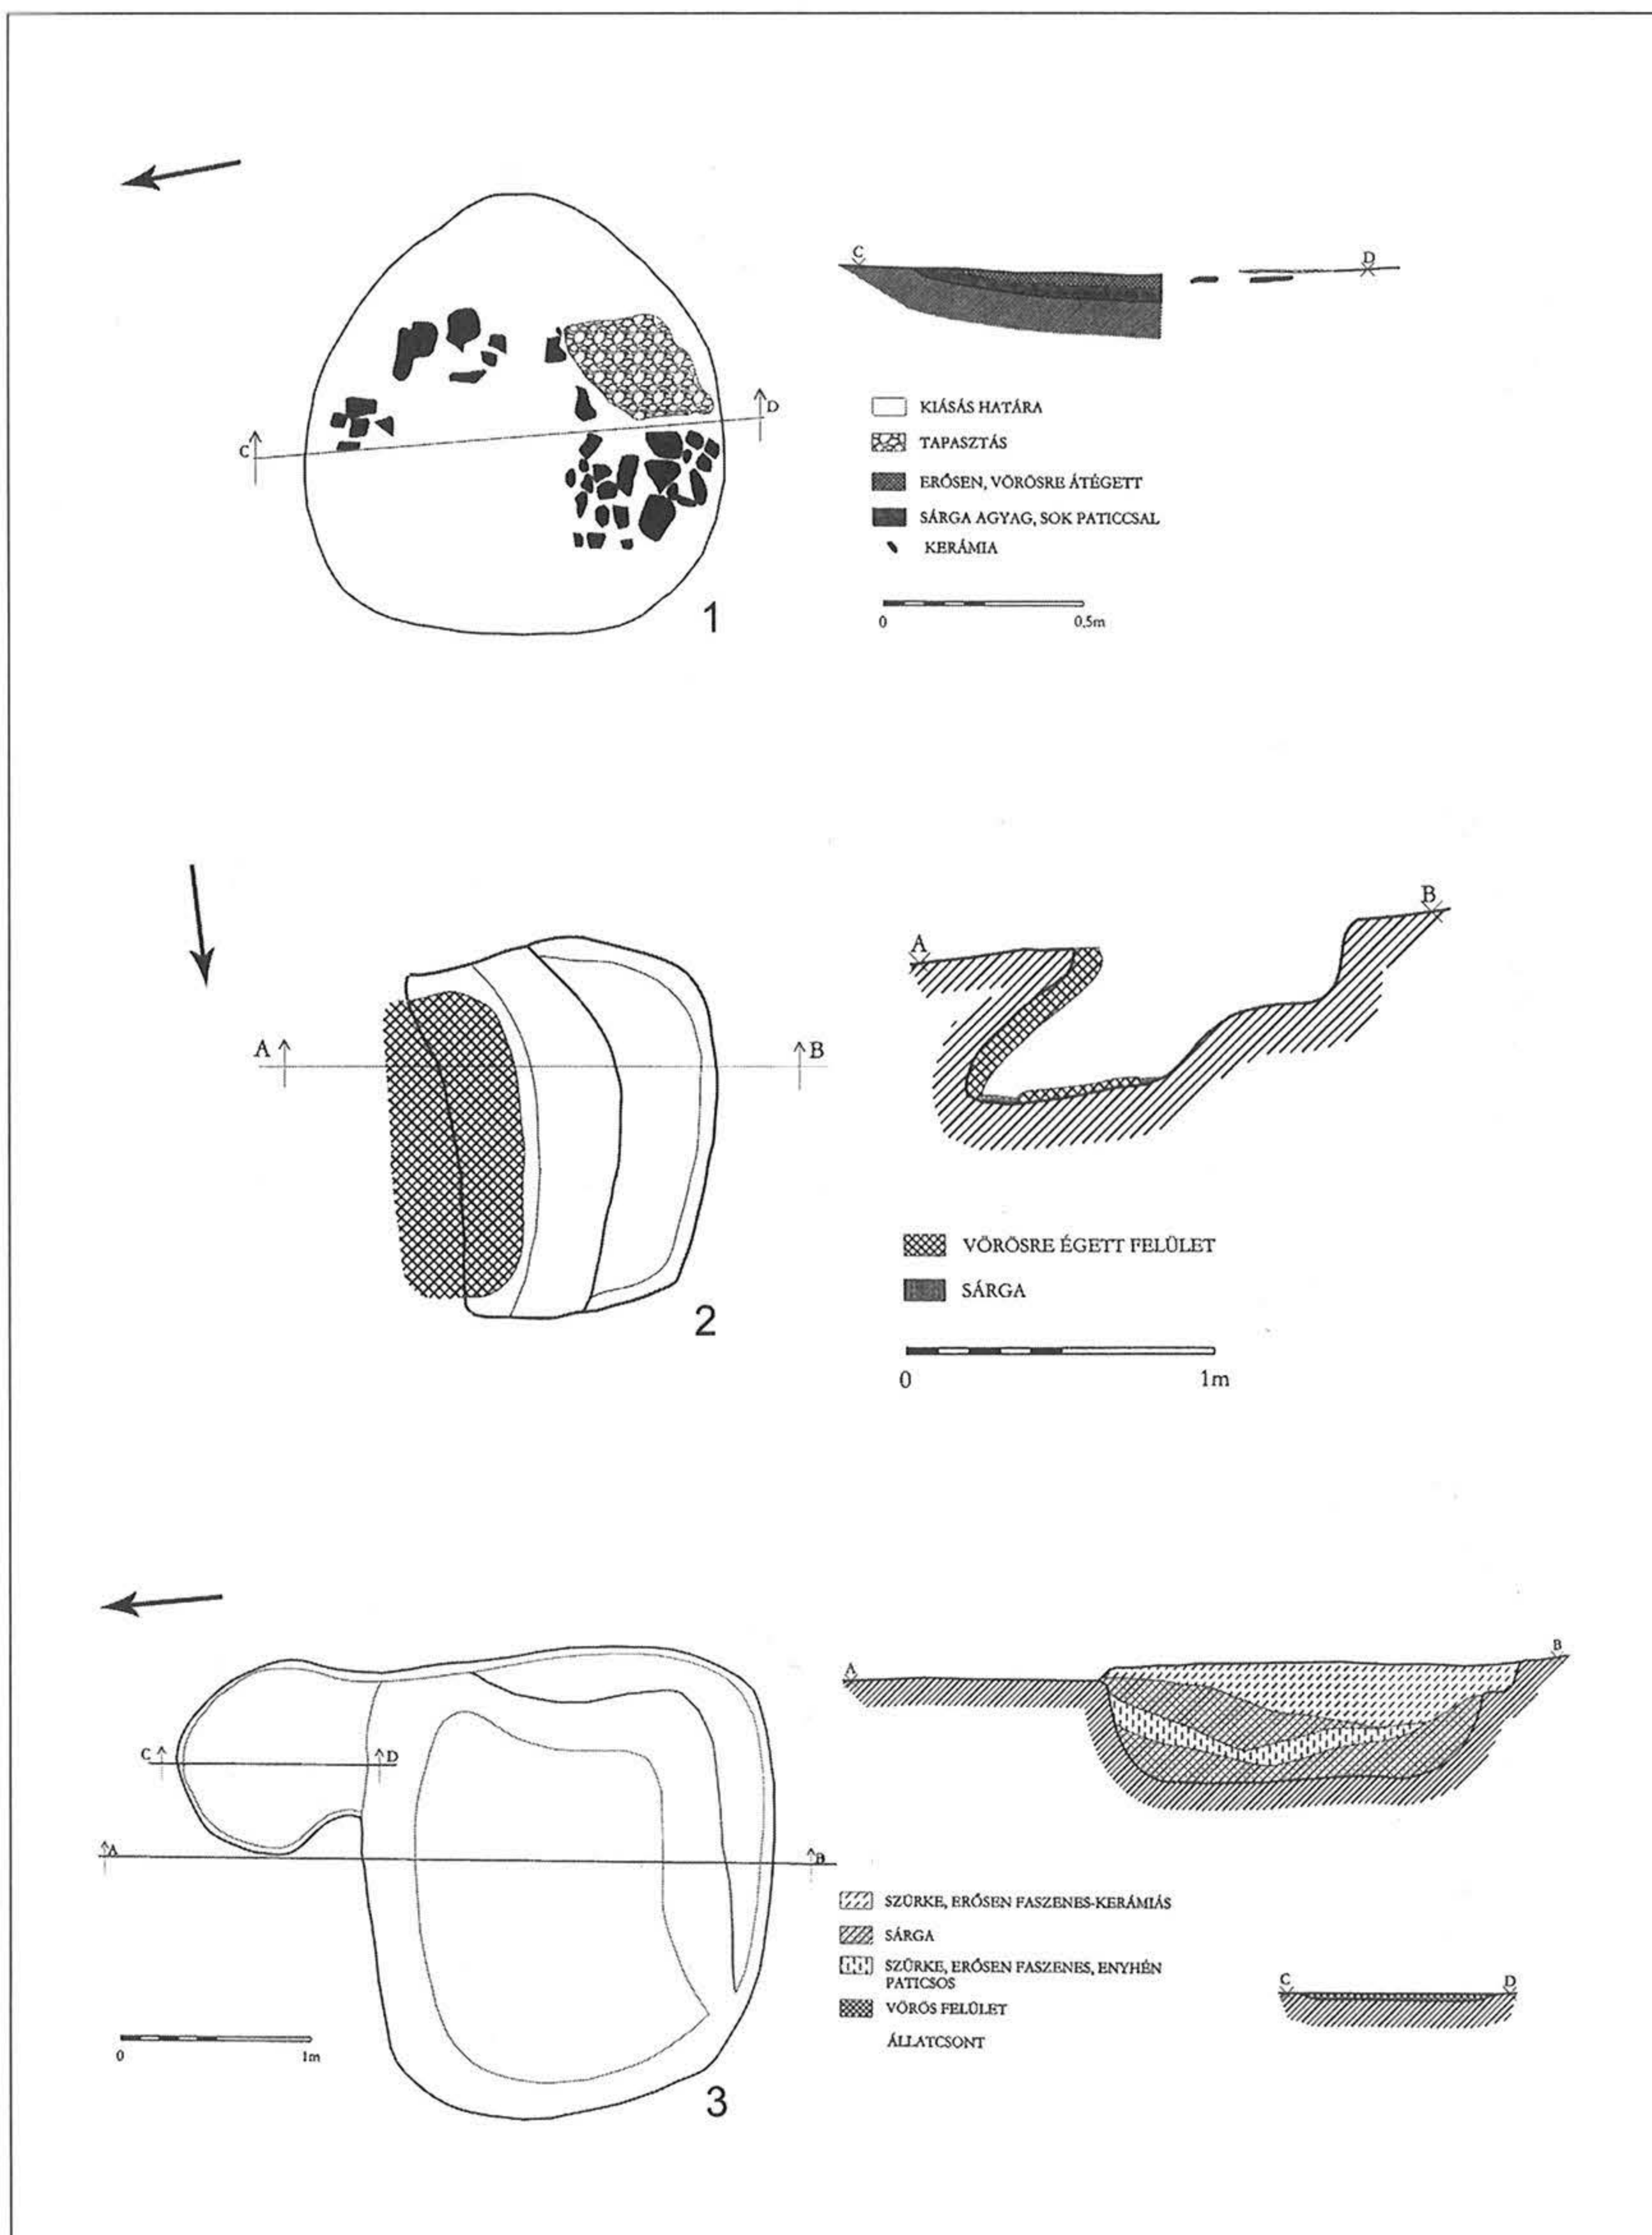 C
D
C
D
KIÁSÁS HATÁRA
TAPASZTÁS
ERŐSEN, VÖRÖSRE ÁTÉGETT
SÁRGA AGYAG, SOK PATICCSAL
KERÁMIA
0
0,5m
1
A
B
A
B
VÖRÖSRE ÉGETT FELÜLET
SÁRGA
0
1m
2
A
B
C
D
A
B
SZÜRKE, ERŐSEN FASZENES-KERÁMIÁS
SÁRGA
SZÜRKE, ERŐSEN FASZENES, ENYHÉN
PATICSOS
VÖRÖS FELÜLET
ÁLLATCSONT
C
D
0
1m
3